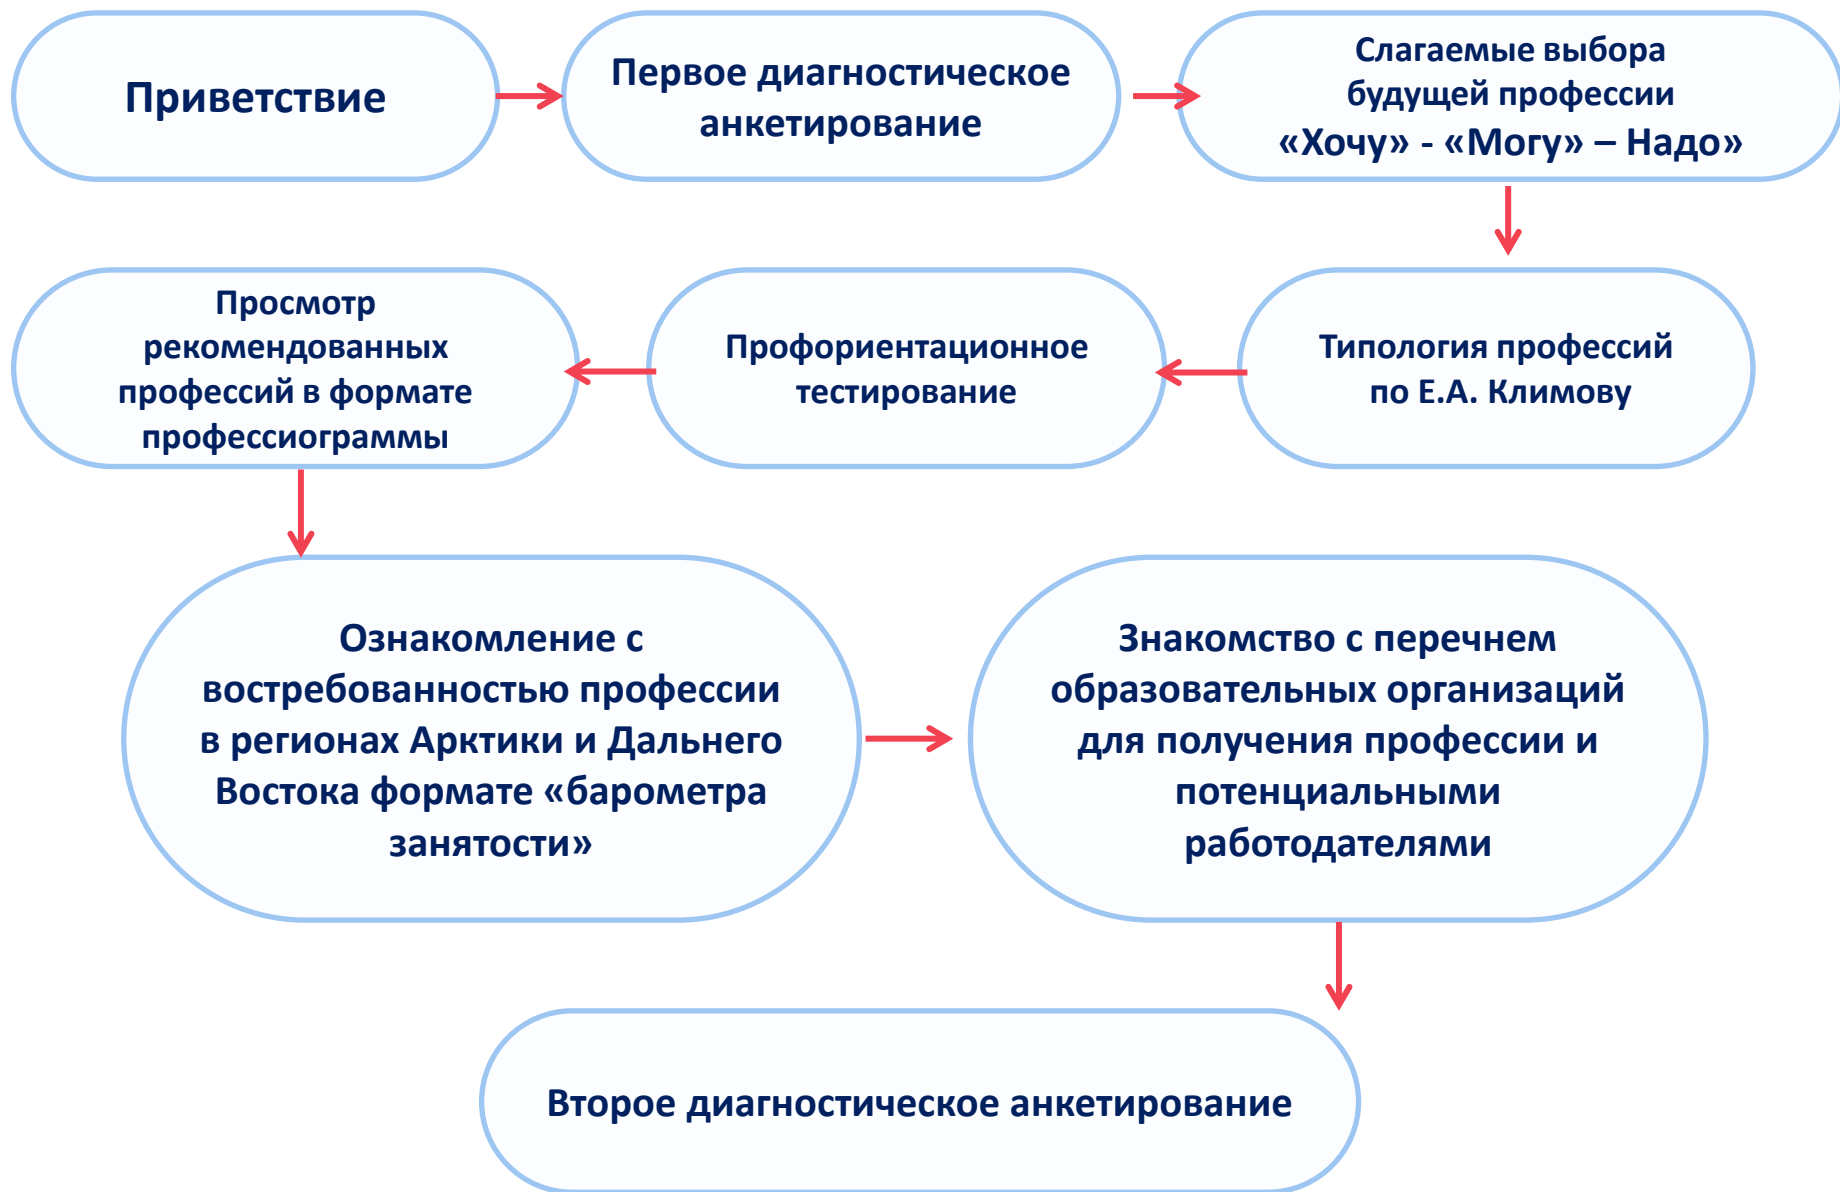 Приветствие
Первое диагностическое
анкетирование
Слагаемые выбора
будущей профессии
«Хочу» - «Могу» – Надо»
Типология профессий
по Е.А. Климову
Профориентационное
тестирование
Просмотр
рекомендованных
профессий в формате
профессиограммы
Ознакомление с
востребованностью профессии
в регионах Арктики и Дальнего
Востока формате «барометра
занятости»
Знакомство с перечнем
образовательных организаций
для получения профессии и
потенциальными
работодателями
Второе диагностическое анкетирование